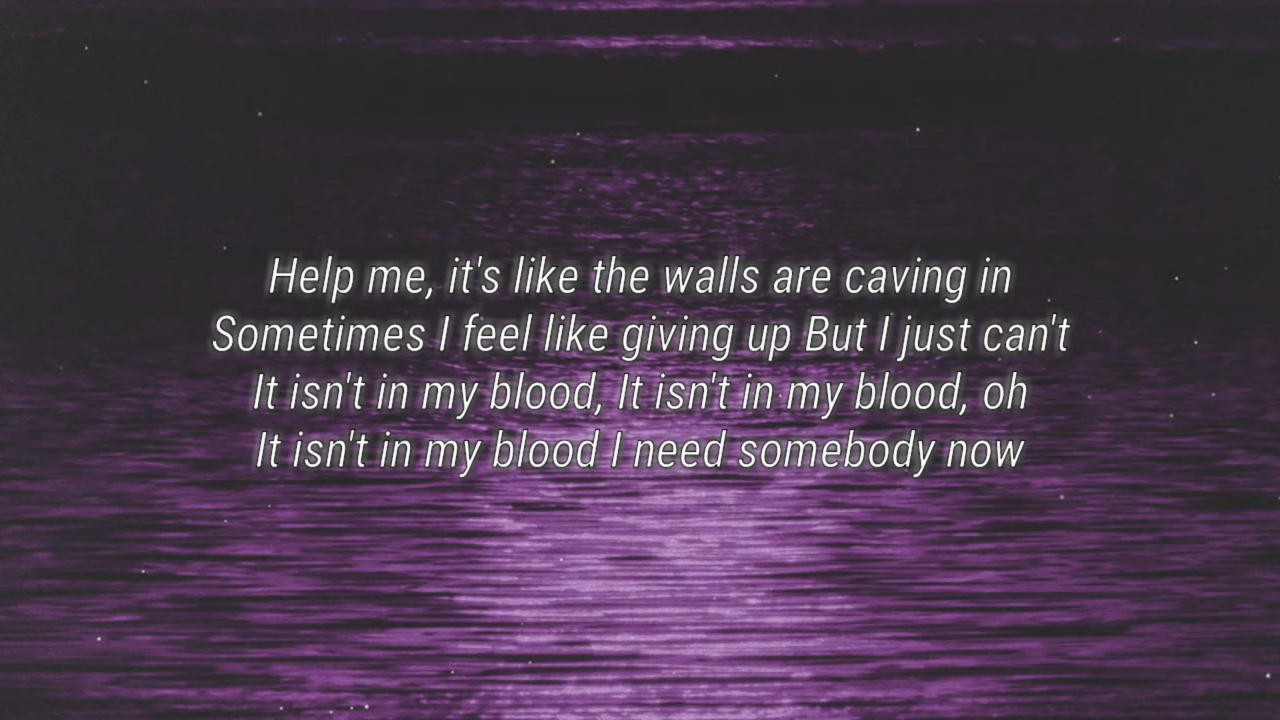 Help me, it's like the walls are caving in
Sometimes I feel like giving up But I just can't
It isn't in my blood, It isn't in my blood, oh
It isn't in my blood I need somebody now